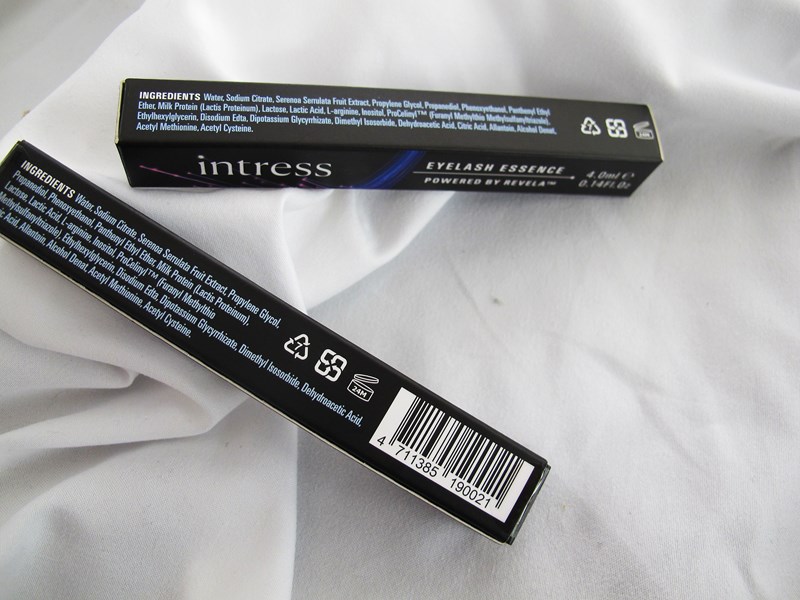 INGREDIENTS Water, Sodium Citrate, Serenoa Serrulata Fruit Extract, Propylene Glycol, Propanediol, Phenoxyethanol, Panthenyl Ethyl
Ether, Milk Protein (Lactis Proteinum), Lactose, Lactic Acid, L-arginine, Inositol, ProCelinyl™ (Furanyl Methylthio Methylsulfanyltriazole),
Ethylhexylglycerin, Disodium Edta, Dipotassium Glycyrrhizate, Dimethyl Isosorbide, Dehydroacetic Acid, Citric Acid, Allantoin, Alcohol Denat,
Acetyl Methionine, Acetyl Cysteine.
intress
EYELASH ESSENCE
POWERED BY REVELA™
4.0ml e
0.14Fl.Oz
INGREDIENTS Water, Sodium Citrate, Serenoa Serrulata Fruit Extract, Propylene Glycol,
Propanediol, Phenoxyethanol, Panthenyl Ethyl Ether, Milk Protein (Lactis Proteinum),
Lactose, Lactic Acid, L-arginine, Inositol, ProCelinyl™ (Furanyl Methylthio
Methylsulfanyltriazole), Ethylhexylglycerin, Disodium Edta, Dipotassium Glycyrrhizate, Dimethyl Isosorbide, Dehydroacetic Acid,
Acid, Allantoin, Alcohol Denat, Acetyl Methionine, Acetyl Cysteine.
7
24M
4 711385 190021